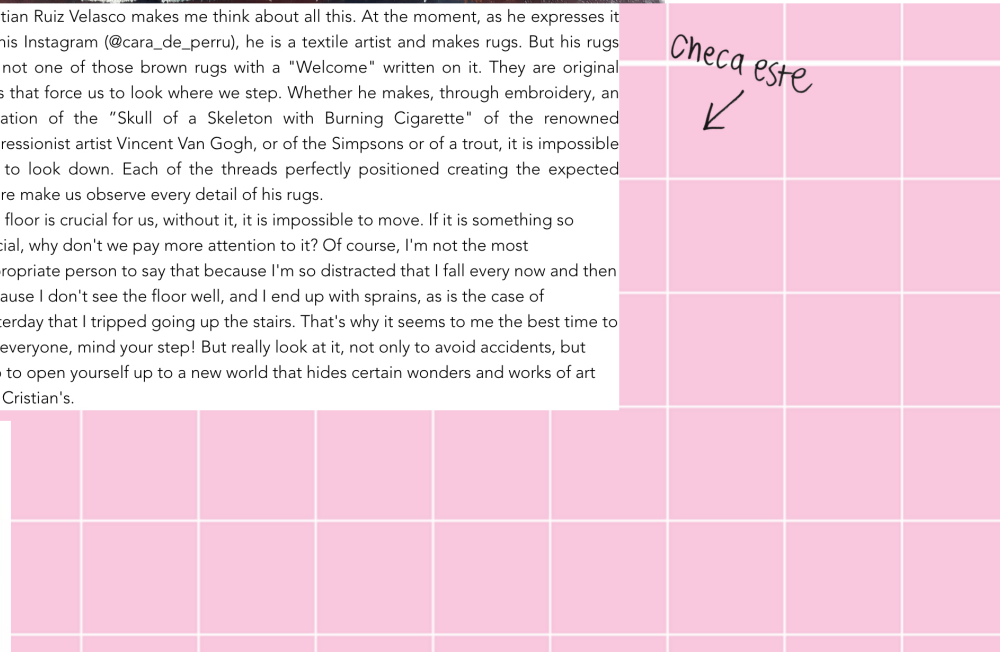 tian Ruiz Velasco makes me think about all this. At the moment, as he expresses it
his Instagram (@cara_de_perru), he is a textile artist and makes rugs. But his rugs
not one of those brown rugs with a "Welcome" written on it. They are original
s that force us to look where we step. Whether he makes, through embroidery, an
ation of the “Skull of a Skeleton with Burning Cigarette" of the renowned
ressionist artist Vincent Van Gogh, or of the Simpsons or of a trout, it is impossible
to look down. Each of the threads perfectly positioned creating the expected
re make us observe every detail of his rugs.
floor is crucial for us, without it, it is impossible to move. If it is something so
cial, why don't we pay more attention to it? Of course, I'm not the most
ropriate person to say that because I'm so distracted that I fall every now and then
ause I don't see the floor well, and I end up with sprains, as is the case of
terday that I tripped going up the stairs. That's why it seems to me the best time to
everyone, mind your step! But really look at it, not only to avoid accidents, but
o to open yourself up to a new world that hides certain wonders and works of art
Cristian's.
Checa este